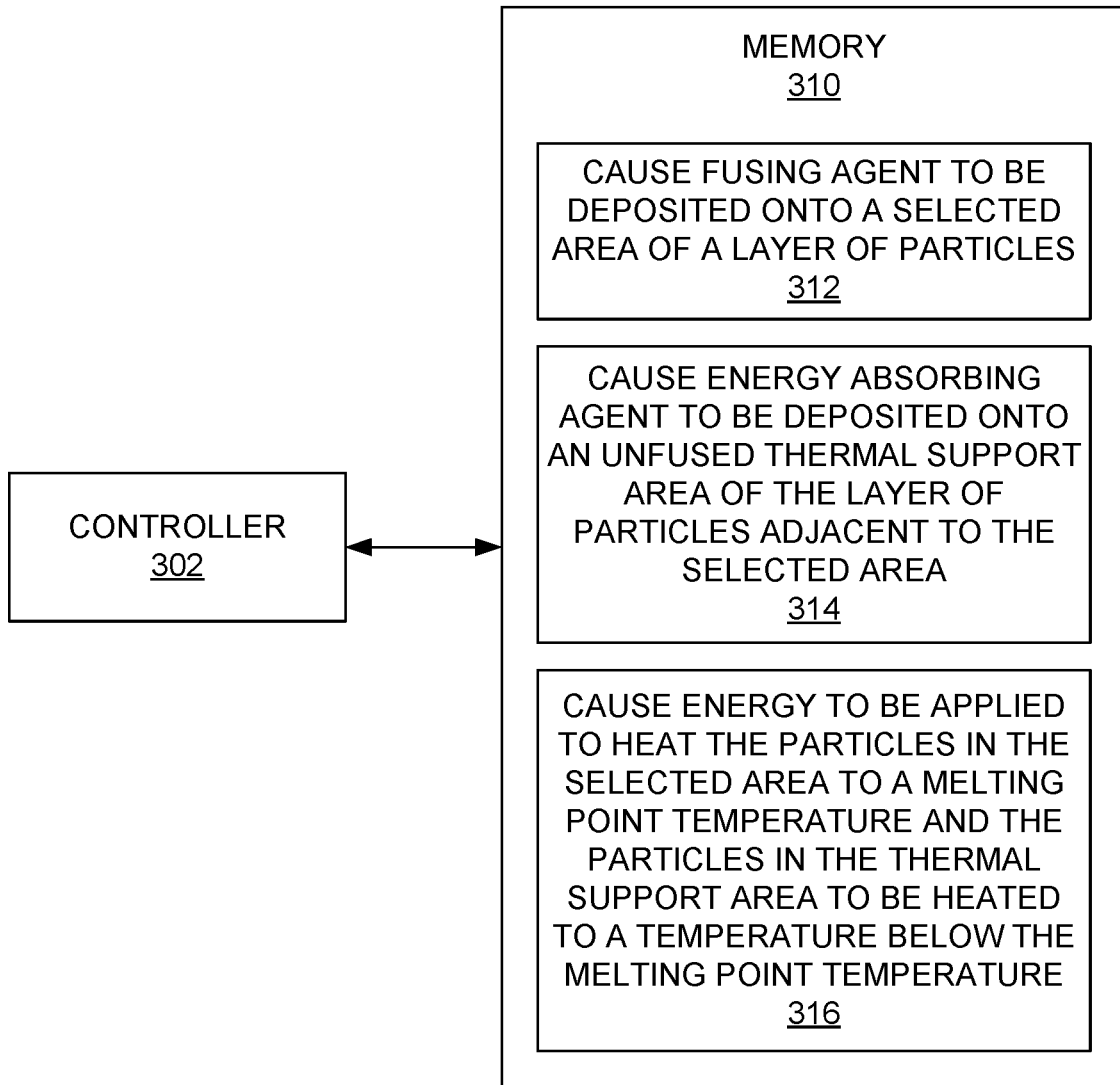 MEMORY
310
CAUSE FUSING AGENT TO BE
DEPOSITED ONTO A SELECTED
AREA OF A LAYER OF PARTICLES
312
CAUSE ENERGY ABSORBING
AGENT TO BE DEPOSITED ONTO
AN UNFUSED THERMAL SUPPORT
AREA OF THE LAYER OF
PARTICLES ADJACENT TO THE
SELECTED AREA
314
CONTROLLER
302
CAUSE ENERGY TO BE APPLIED
TO HEAT THE PARTICLES IN THE
SELECTED AREA TO A MELTING
POINT TEMPERATURE AND THE
PARTICLES IN THE THERMAL
SUPPORT AREA TO BE HEATED
TO A TEMPERATURE BELOW THE
MELTING POINT TEMPERATURE
316